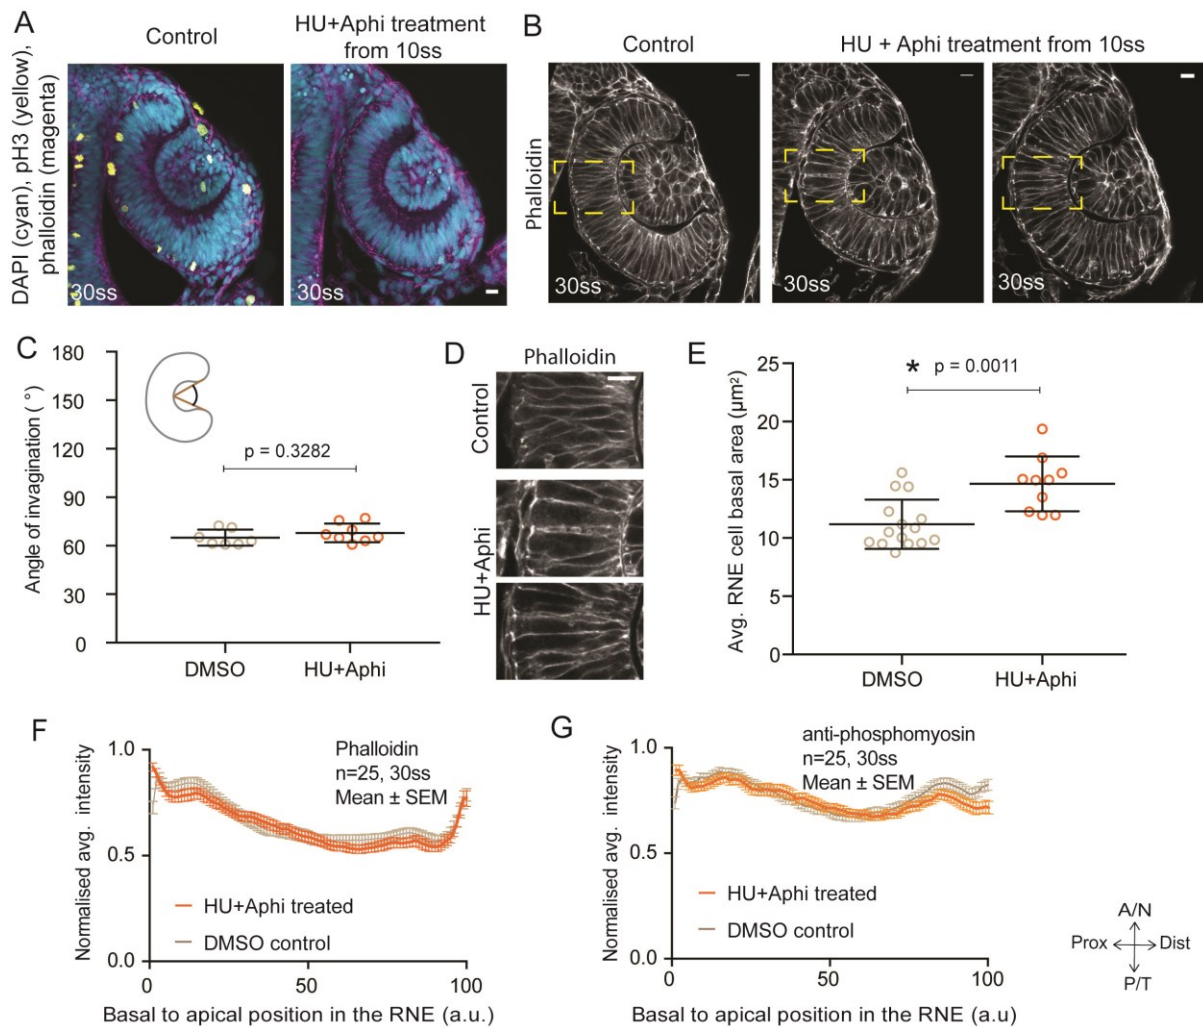 A
Control
HU+Aphi treatment
from 10ss
DAPI (cyan), pH3 (yellow),
phalloidin (magenta)
30ss
30ss
B
Control
HU + Aphi treatment from 10ss
Phalloidin
30ss
30ss
30ss
C
Angle of invagination ( °)
180
150
120
90
60
30
0
p = 0.3282
DMSO
HU+Aphi
D
Phalloidin
Control
HU+Aphi
E
Avg. RNE cell basal area (µm²)
25
20
15
10
5
0
* p = 0.0011
DMSO
HU+Aphi
F
Normalised avg. intensity
1.0
0.5
0.0
Phalloidin
n=25, 30ss
Mean ± SEM
HU+Aphi treated
DMSO control
0
50
100
Basal to apical position in the RNE (a.u.)
G
Normalised avg. intensity
1.0
0.5
0.0
anti-phosphomyosin
n=25, 30ss
Mean ± SEM
HU+Aphi treated
DMSO control
0
50
100
Basal to apical position in the RNE (a.u)
A/N
Prox
Dist
P/T